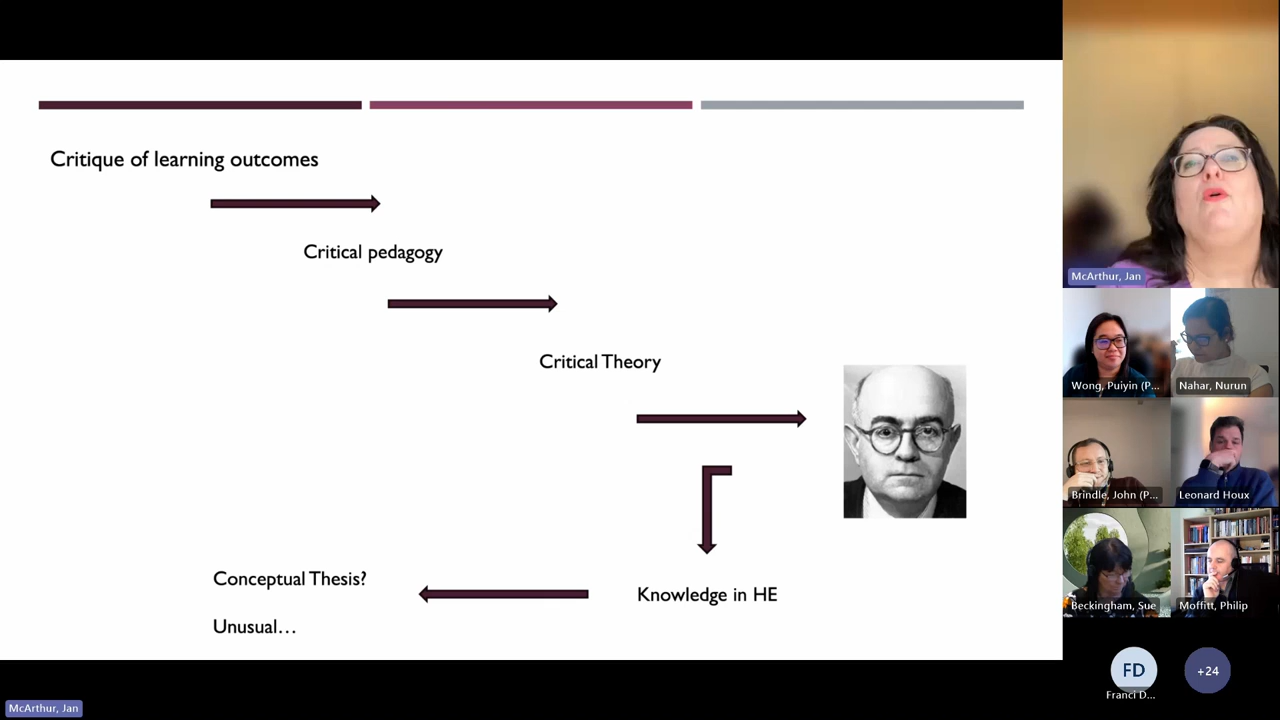 Critique of learning outcomes
Critical pedagogy
Critical Theory
Conceptual Thesis?
Knowledge in HE
Unusual...
McArthur, Jan
McArthur, Jan
Wong, Puiyin (P...
Nahar, Nurun
Brindle, John (P...
Leonard Houx
Beckingham, Sue
Moffitt, Philip
FD
+24
Franci D...